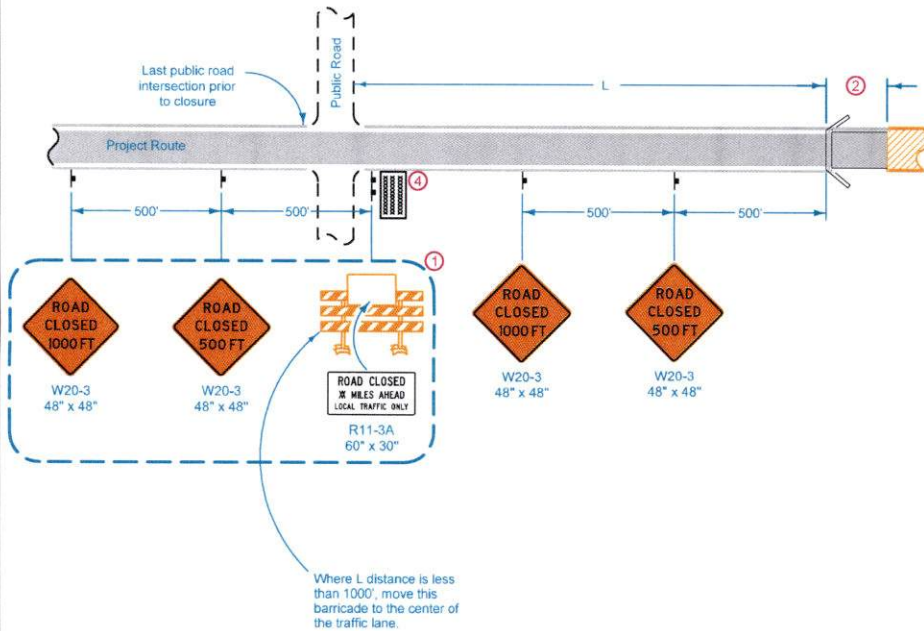 Last public road
intersection prior
to closure
Public Road
L
②
Project Route
④
500'
500'
500'
500'
①
ROAD
CLOSED
1000 FT
W20-3
48" x 48"
ROAD
CLOSED
500 FT
W20-3
48" x 48"
ROAD CLOSED
XX MILES AHEAD
LOCAL TRAFFIC ONLY
R11-3A
60" x 30"
ROAD
CLOSED
1000 FT
W20-3
48" x 48"
ROAD
CLOSED
500 FT
W20-3
48" x 48"
Where L distance is less
than 1000', move this
barricade to the center of
the traffic lane.